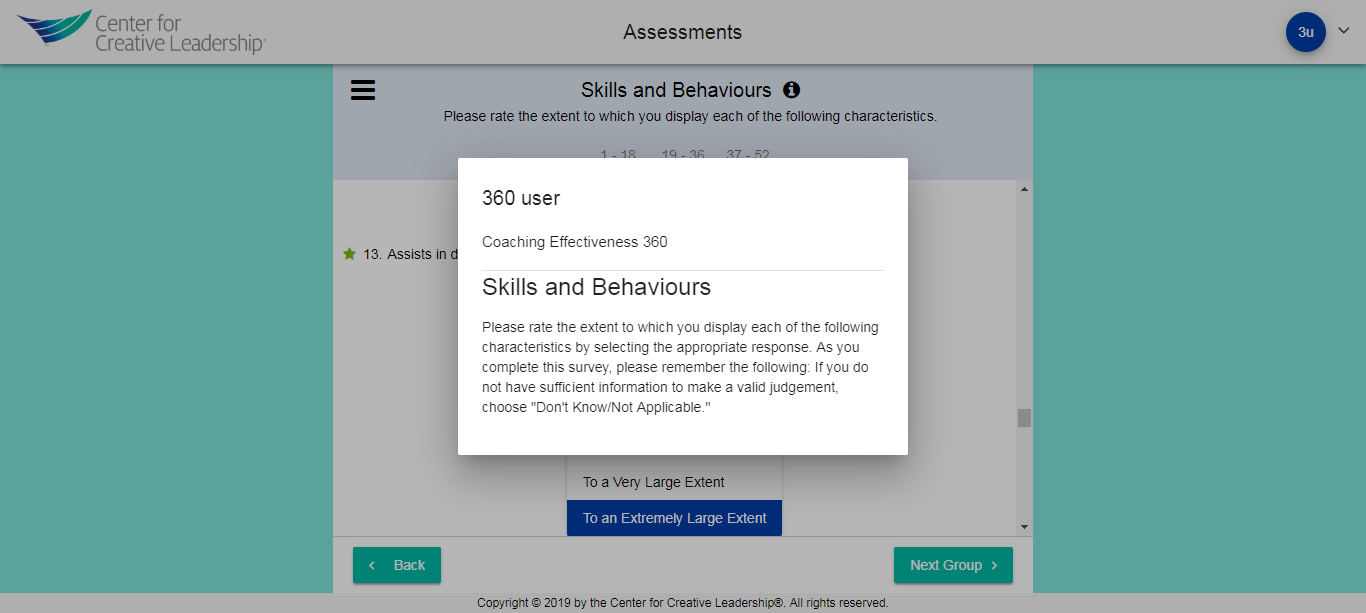 Center for
Creative Leadership®
Assessments
3u
Skills and Behaviours
Please rate the extent to which you display each of the following characteristics.
1 - 18 19 - 36 37 - 52
360 user
Coaching Effectiveness 360
13. Assists in d
Skills and Behaviours
Please rate the extent to which you display each of the following
characteristics by selecting the appropriate response. As you
complete this survey, please remember the following: If you do
not have sufficient information to make a valid judgement,
choose "Don't Know/Not Applicable."
To a Very Large Extent
To an Extremely Large Extent
Back
Next Group
Copyright © 2019 by the Center for Creative Leadership®. All rights reserved.